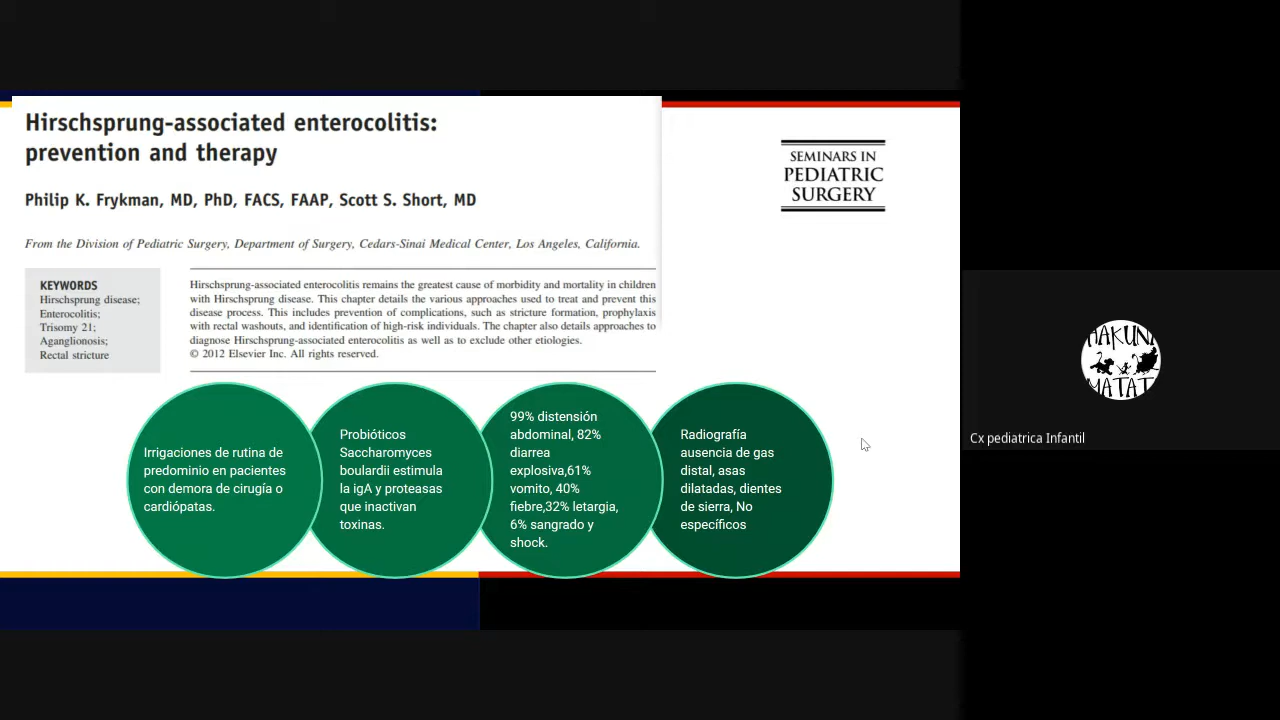 Hirschsprung-associated enterocolitis:
prevention and therapy
Philip K. Frykman, MD, PhD, FACS, FAAP, Scott S. Short, MD
From the Division of Pediatric Surgery, Department of Surgery, Cedars-Sinai Medical Center, Los Angeles, California.
KEYWORDS
Hirschsprung disease;
Enterocolitis;
Trisomy 21;
Aganglionosis;
Rectal stricture
Hirschsprung-associated enterocolitis remains the greatest cause of morbidity and mortality in children
with Hirschsprung disease. This chapter details the various approaches used to treat and prevent this
disease process. This includes prevention of complications, such as stricture formation, prophylaxis
with rectal washouts, and identification of high-risk individuals. The chapter also details approaches to
diagnose Hirschsprung-associated enterocolitis as well as to exclude other etiologies.
© 2012 Elsevier Inc. All rights reserved.
SEMINARS IN
PEDIATRIC
SURGERY
Irrigaciones de rutina de
predominio en pacientes
con demora de cirugía o
cardiópatas.
Probióticos
Saccharomyces
boulardii estimula
la igA y proteasas
que inactivan
toxinas.
99% distensión
abdominal, 82%
diarrea
explosiva,61%
vomito, 40%
fiebre,32% letargia,
6% sangrado y
shock.
Radiografía
ausencia de gas
distal, asas
dilatadas, dientes
de sierra, No
específicos
HAKUNA
MATAT
Cx pediatrica Infantil